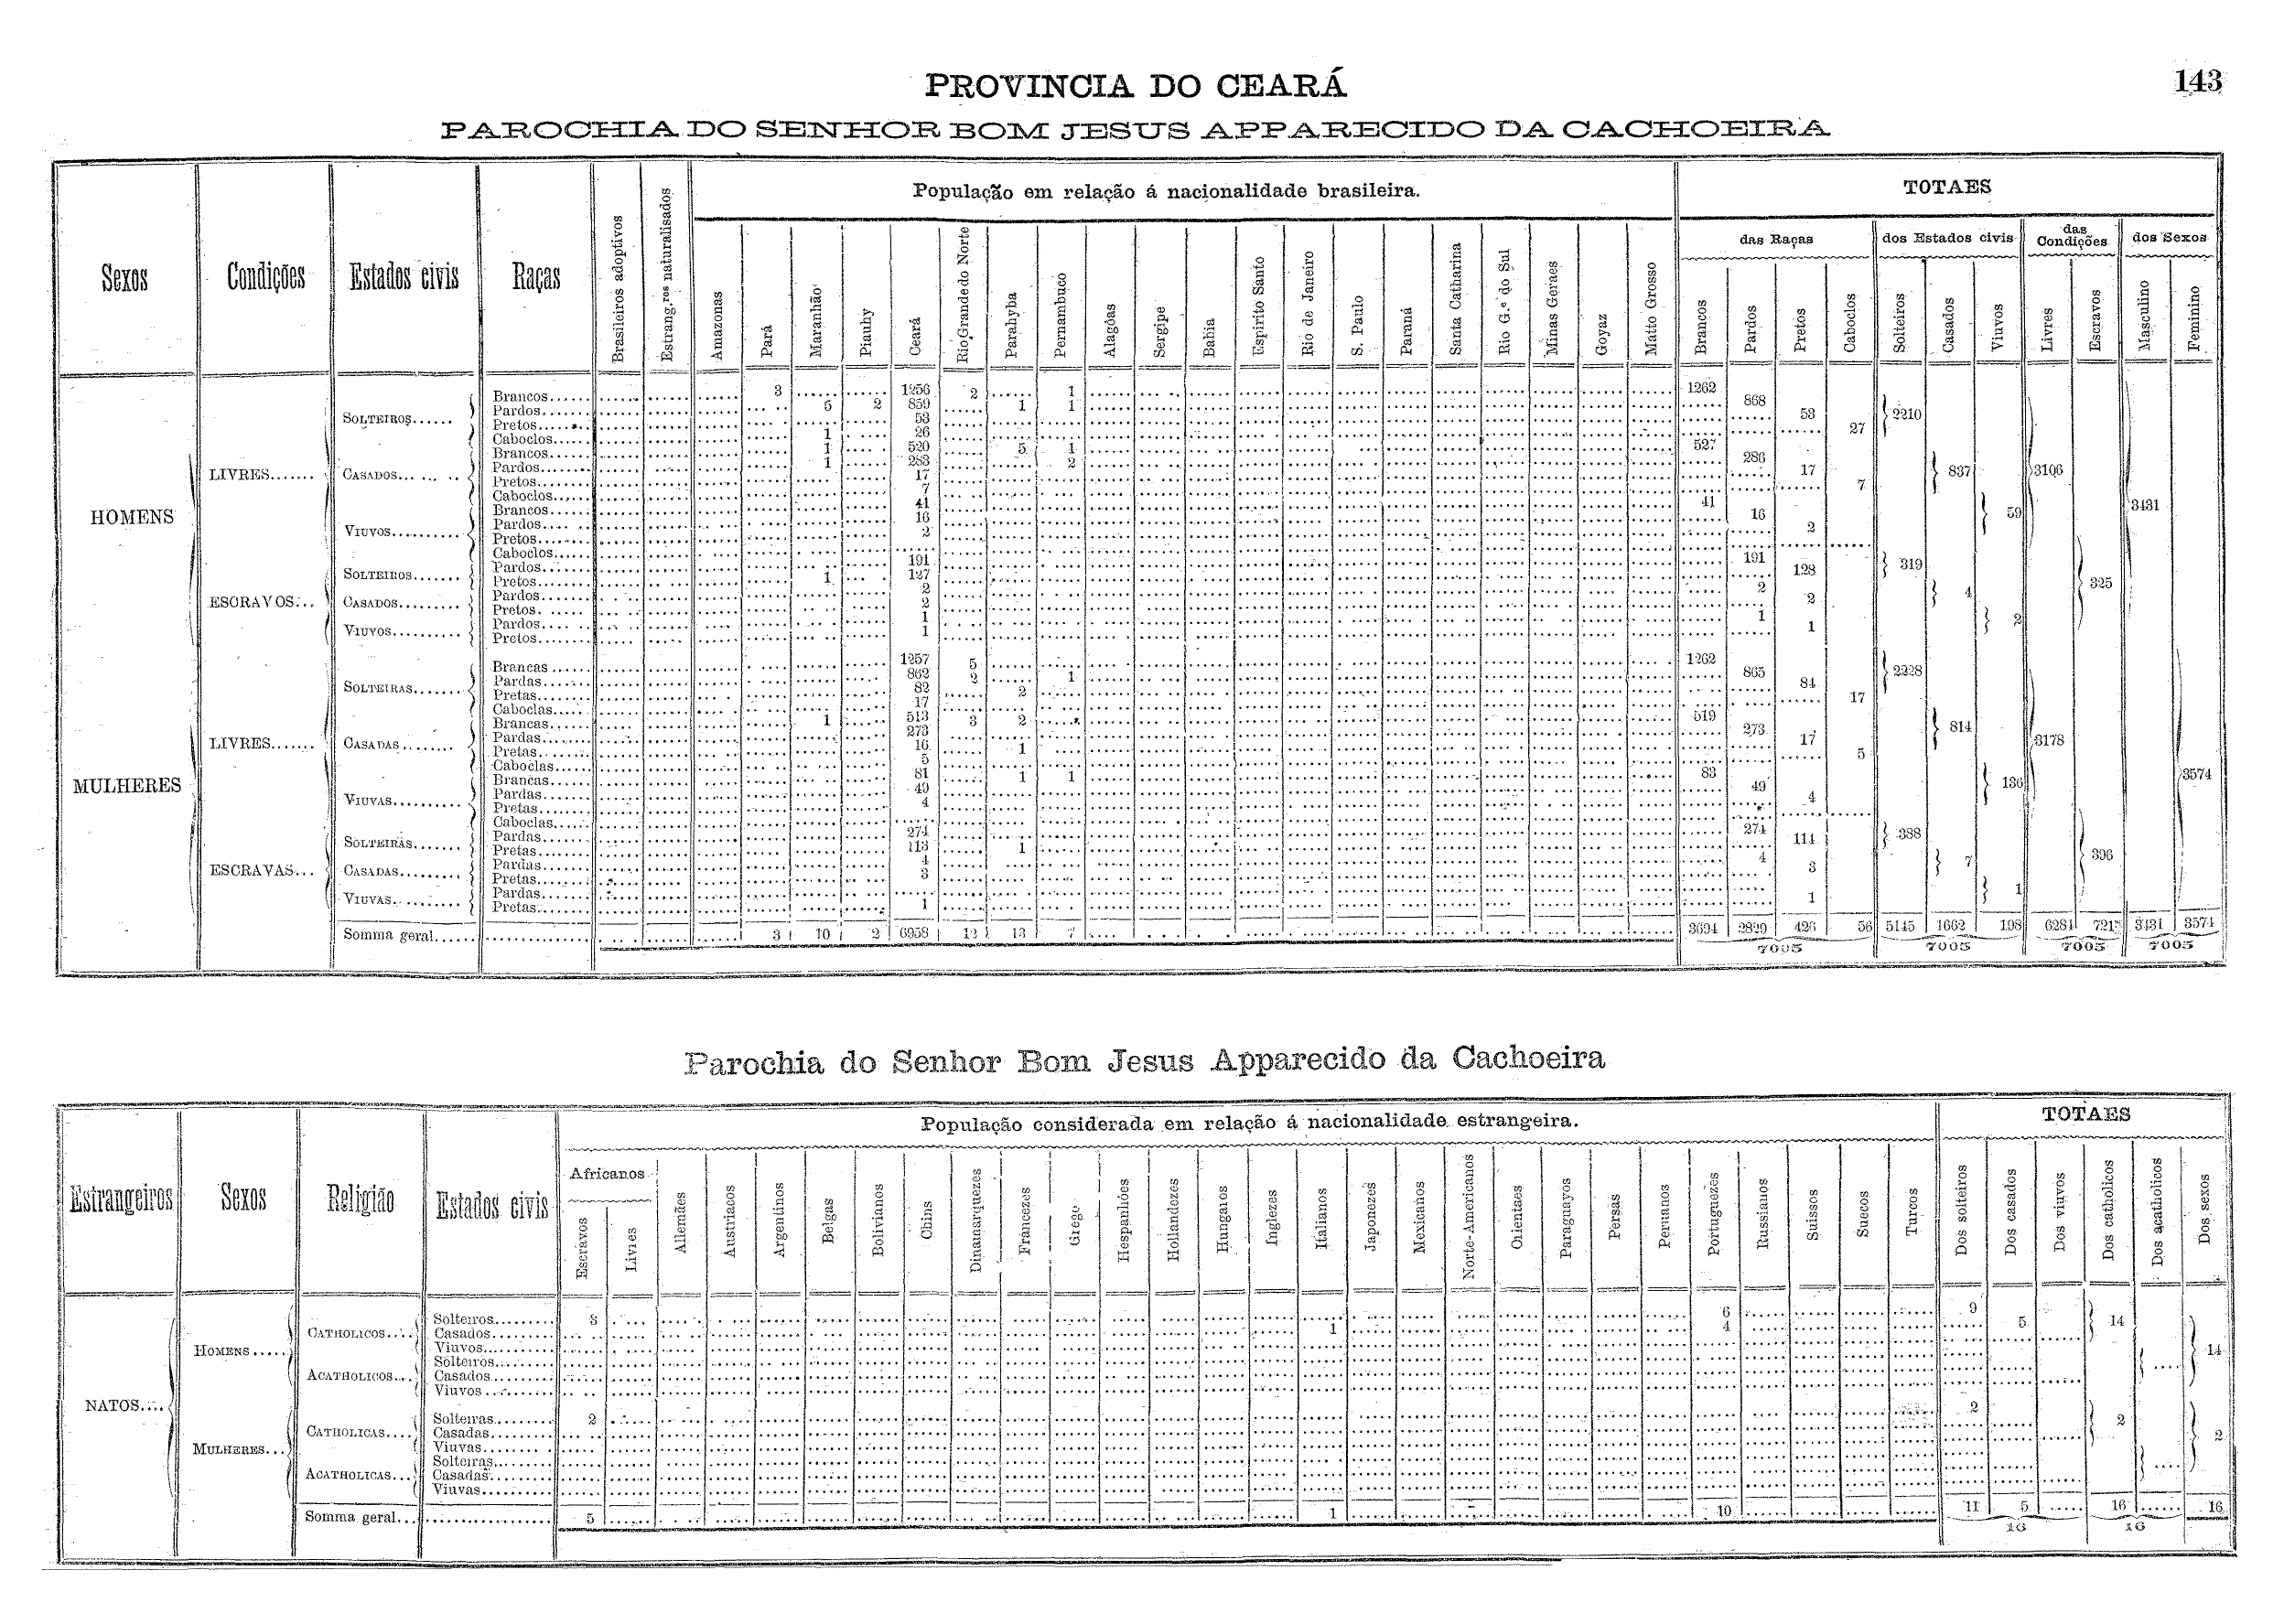 PROVINCIA DO CEARÁ
143
PAROCHIA DO SENHOR BOM JESUS APPARECIDO DA CACHOEIRA
Sexos Condições Estados civis Raças Brasileiros adoptivos Estrang.ros naturalisados População em relação á nacionalidade brasileira. TOTAES
das Raças dos Estados civis das Condições dos Sexos
Amazonas Pará Maranhão Piauhy Ceará Rio Grande do Norte Parahyba Pernambuco Alagôas Sergipe Bahia Espirito Santo Rio de Janeiro S. Paulo Paraná Santa Catharina Rio G.e do Sul Minas Geraes Goyaz Matto Grosso Brancos Pardos Pretos Caboclos Solteiros Casados Viuvos Livres Escravos Masculino Feminino
HOMENS
LIVRES
SOLTEIROS
Brancos 3 1256 2 1 1262
Pardos 5 2 859 1 1 868
Pretos 53 53 2210
Caboclos 1 26 27
CASADOS
Brancos 1 520 5 1 527
Pardos 1 283 2 286
Pretos 17 17 837 3106
Caboclos 7 7
VIUVOS
Brancos 41 41
Pardos 16 16 59 3431
Pretos 2 2
Caboclos
ESCRAVOS
SOLTEIROS
Pardos 191 191 319
Pretos 1 127 128
CASADOS
Pardos 2 2 4 325
Pretos 2 2
VIUVOS
Pardos 1 1 2
Pretos 1 1
MULHERES
LIVRES
SOLTEIRAS
Brancas 1257 5 1262
Pardas 862 2 1 865 2228
Pretas 82 2 84
Caboclas 17 17
CASADAS
Brancas 1 513 3 2 519
Pardas 273 273 814
Pretas 16 1 17 3178
Caboclas 5 5
VIUVAS
Brancas 81 1 1 83 3574
Pardas 49 49 136
Pretas 4 4
Caboclas
ESCRAVAS
SOLTEIRAS
Pardas 274 274 388
Pretas 113 1 114
CASADAS
Pardas 4 4 7 396
Pretas 3 3
VIUVAS
Pardas 1
Pretas 1 1
Somma geral 3 10 2 6958 12 13 7 3694 2829 426 56 5145 1662 198 6284 721 3431 3574
7005 7005 7005 7005
Parochia do Senhor Bom Jesus Apparecido da Cachoeira
Estrangeiros Sexos Religião Estados civis População considerada em relação á nacionalidade estrangeira. TOTAES
Africanos
Escravos Livres Allemães Austriacos Argentinos Belgas Bolivianos Chins Dinamarquezes Francezes Grego Hespanhóes Hollandezes Hungaros Inglezes Italianos Japonezes Mexicanos Norte-Americanos Orientaes Paraguayos Persas Peruanos Portuguezes Russianos Suissos Suecos Turcos Dos solteiros Dos casados Dos viuvos Dos catholicos Dos acatholicos Dos sexos
NATOS
HOMENS
CATHOLICOS
Solteiros 3 6 9
Casados 1 4 5 14
Viuvos
ACATHOLICOS
Solteiros 14
Casados
Viuvos
MULHERES
CATHOLICAS
Solteiras 2 2
Casadas 2
Viuvas 2
ACATHOLICAS
Solteiras
Casadas
Viuvas
Somma geral 5 1 10 11 5 16 16
16 16